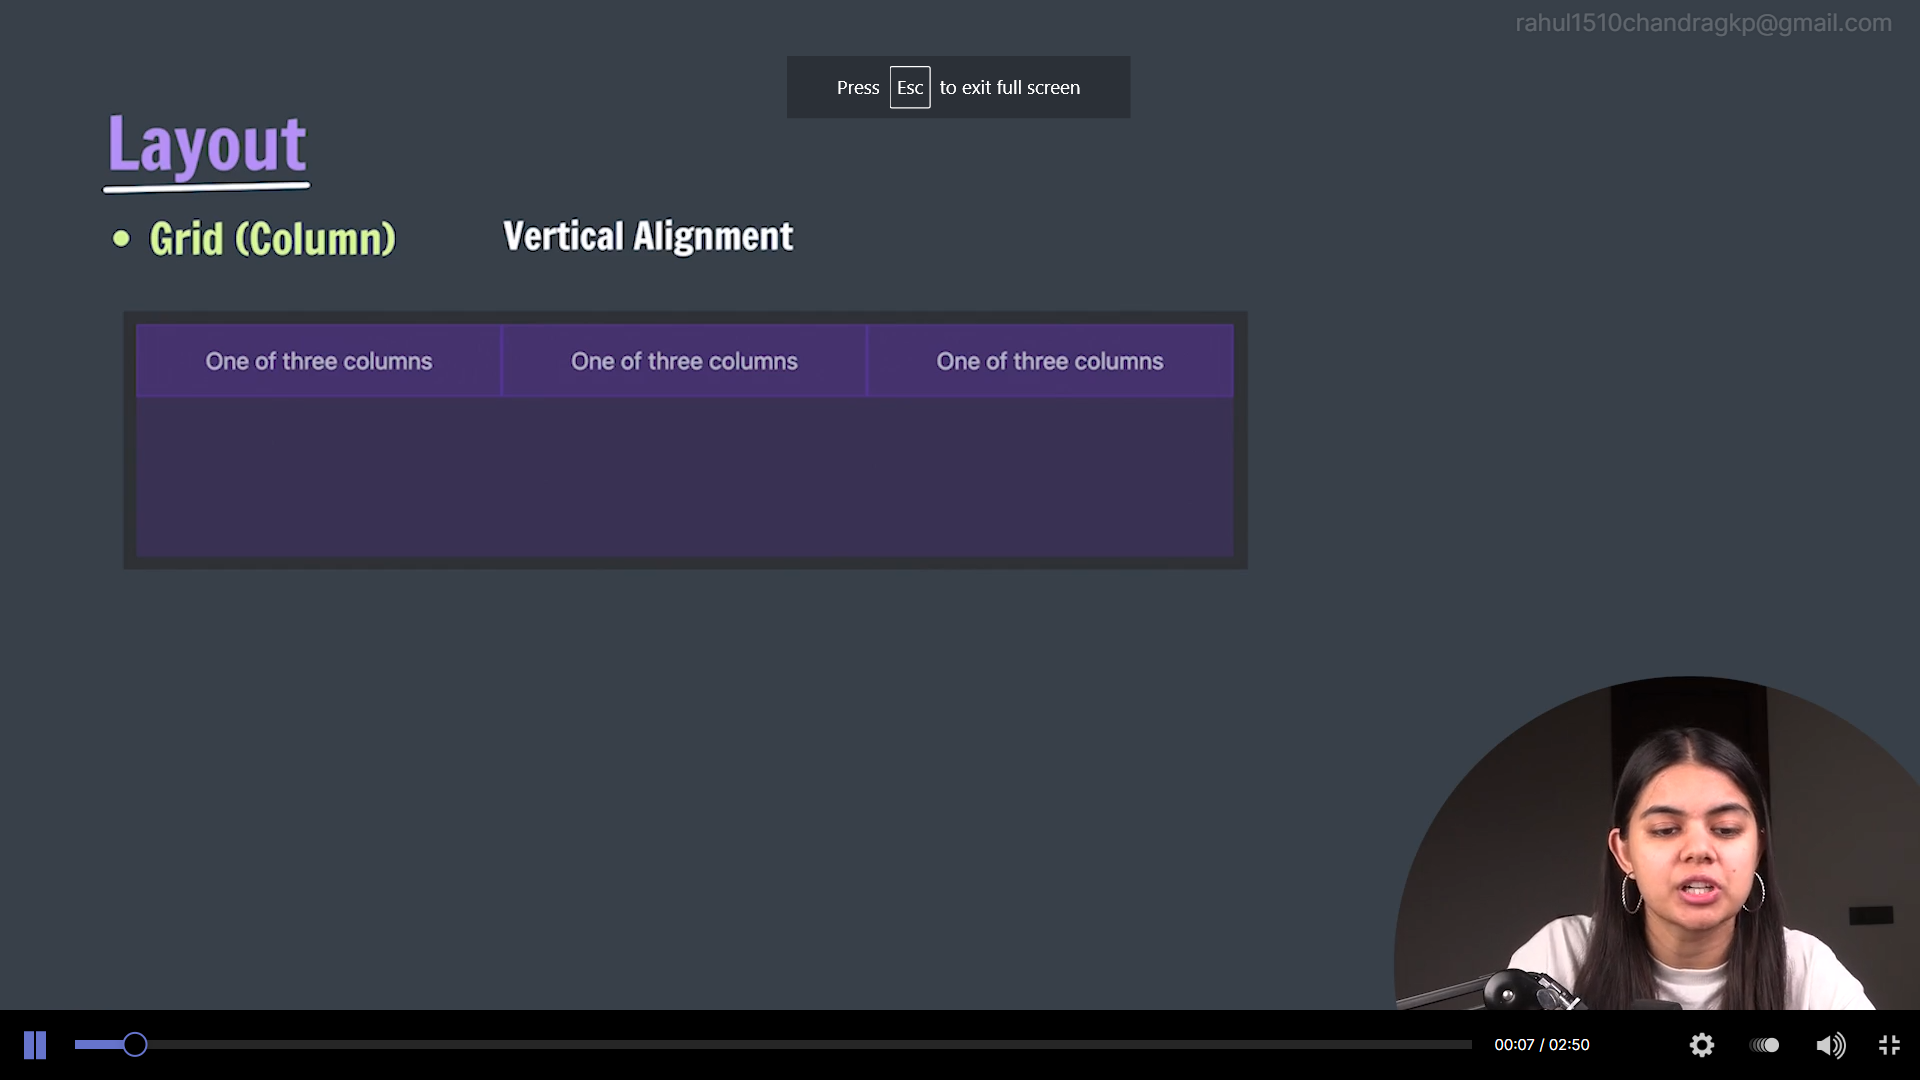 rahul1510chandragkp@gmail.com
Press Esc to exit full screen
Layout
• Grid (Column) Vertical Alignment
One of three columns One of three columns One of three columns
00:07 / 02:50